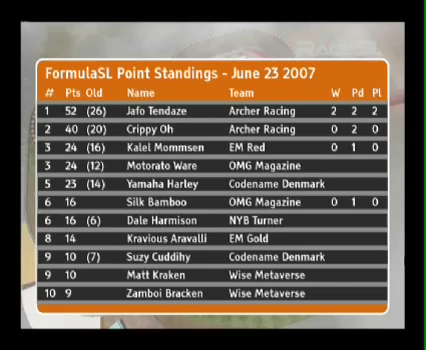 FormulaSL Point Standings - June 23 2007
# Pts Old Name Team W Pd Pl
1 52 (26) Jafo Tendaze Archer Racing 2 2 2
2 40 (20) Crippy Oh Archer Racing 0 2 0
3 24 (16) Kalel Mommsen EM Red 0 1 0
3 24 (12) Motorato Ware OMG Magazine
5 23 (14) Yamaha Harley Codename Denmark
6 16 Silk Bamboo OMG Magazine 0 1 0
6 16 (6) Dale Harmison NYB Turner
8 14 Kravious Aravalli EM Gold
9 10 (7) Suzy Cuddihy Codename Denmark
9 10 Matt Kraken Wise Metaverse
10 9 Zamboi Bracken Wise Metaverse